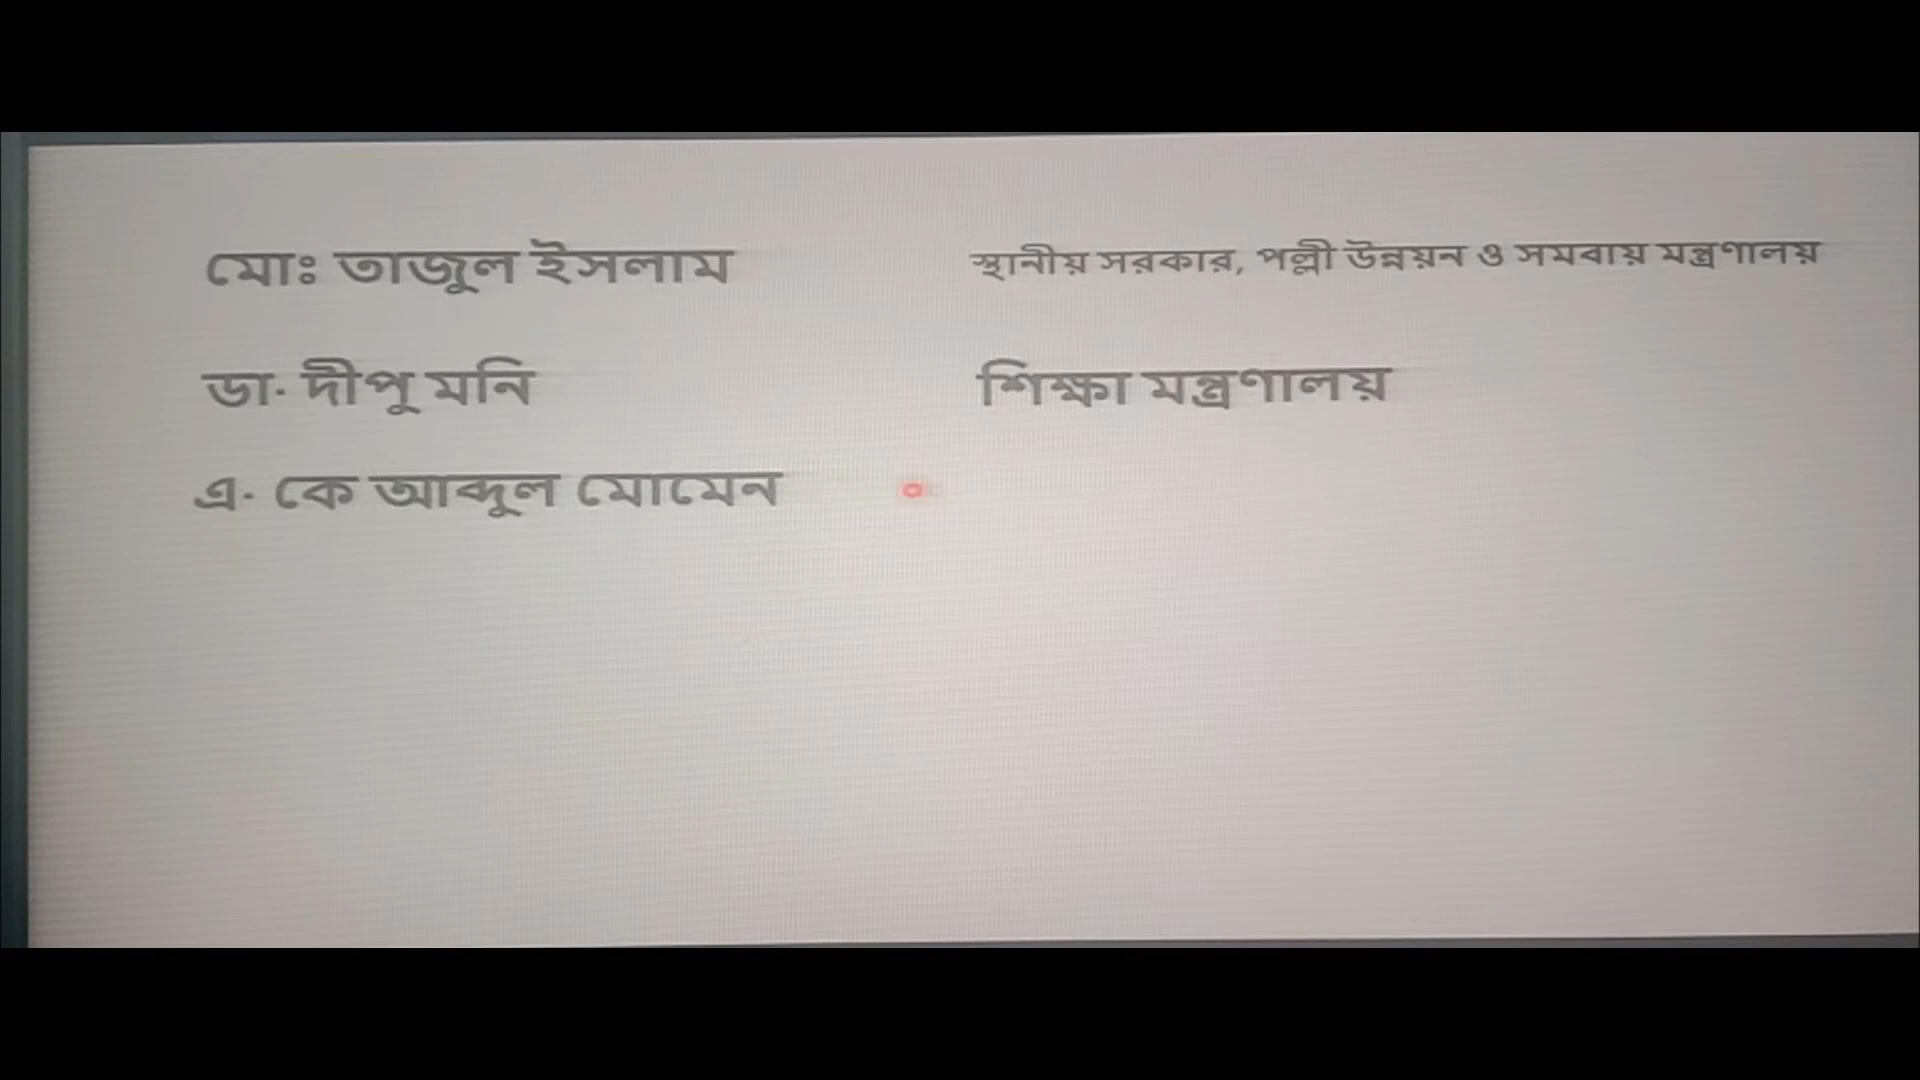 মোঃ তাজুল ইসলাম স্থানীয় সরকার, পল্লী উন্নয়ন ও সমবায় মন্ত্রণালয়
ডা. দীপু মনি শিক্ষা মন্ত্রণালয়
এ. কে আব্দুল মোমেন